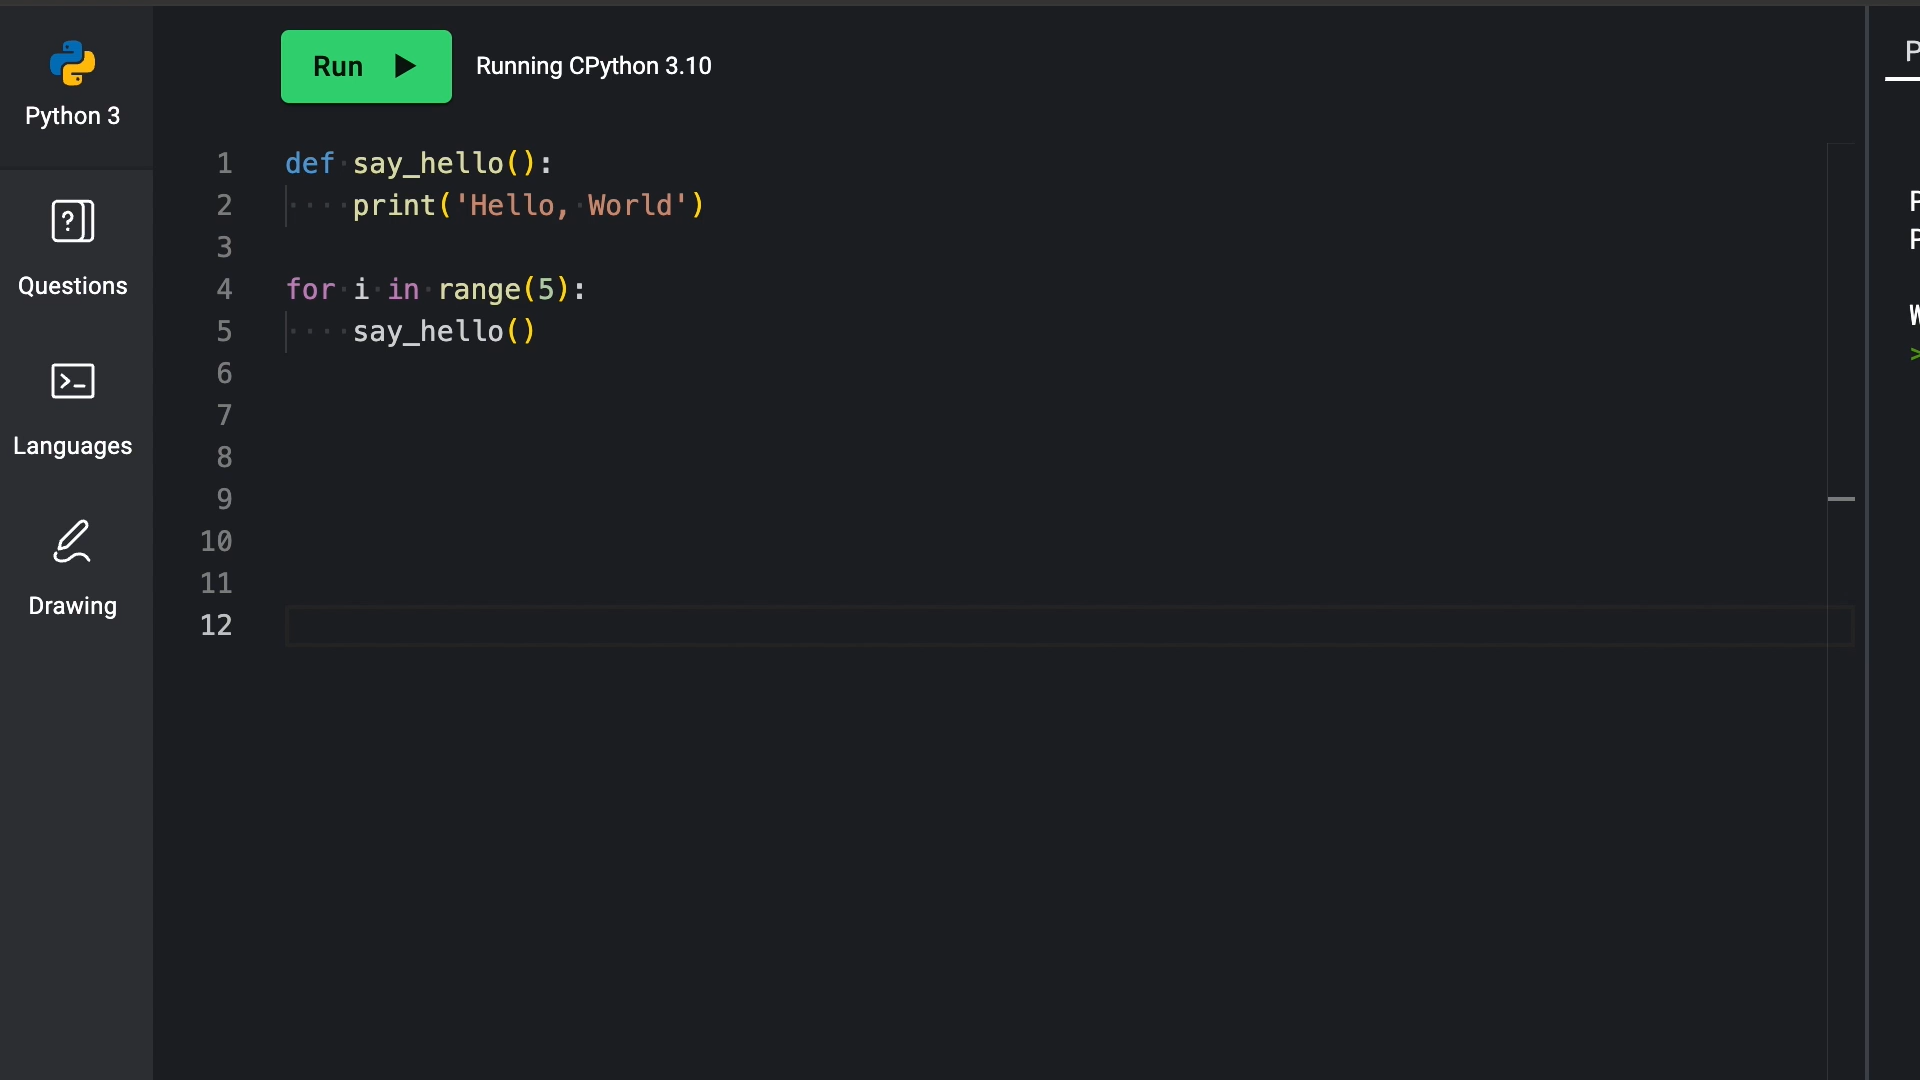 Python 3
Questions
Languages
Drawing
Run
Running CPython 3.10
1 def say_hello():
2     print('Hello, World')
3
4 for i in range(5):
5     say_hello()
6
7
8
9
10
11
12
P
P
P
W
>